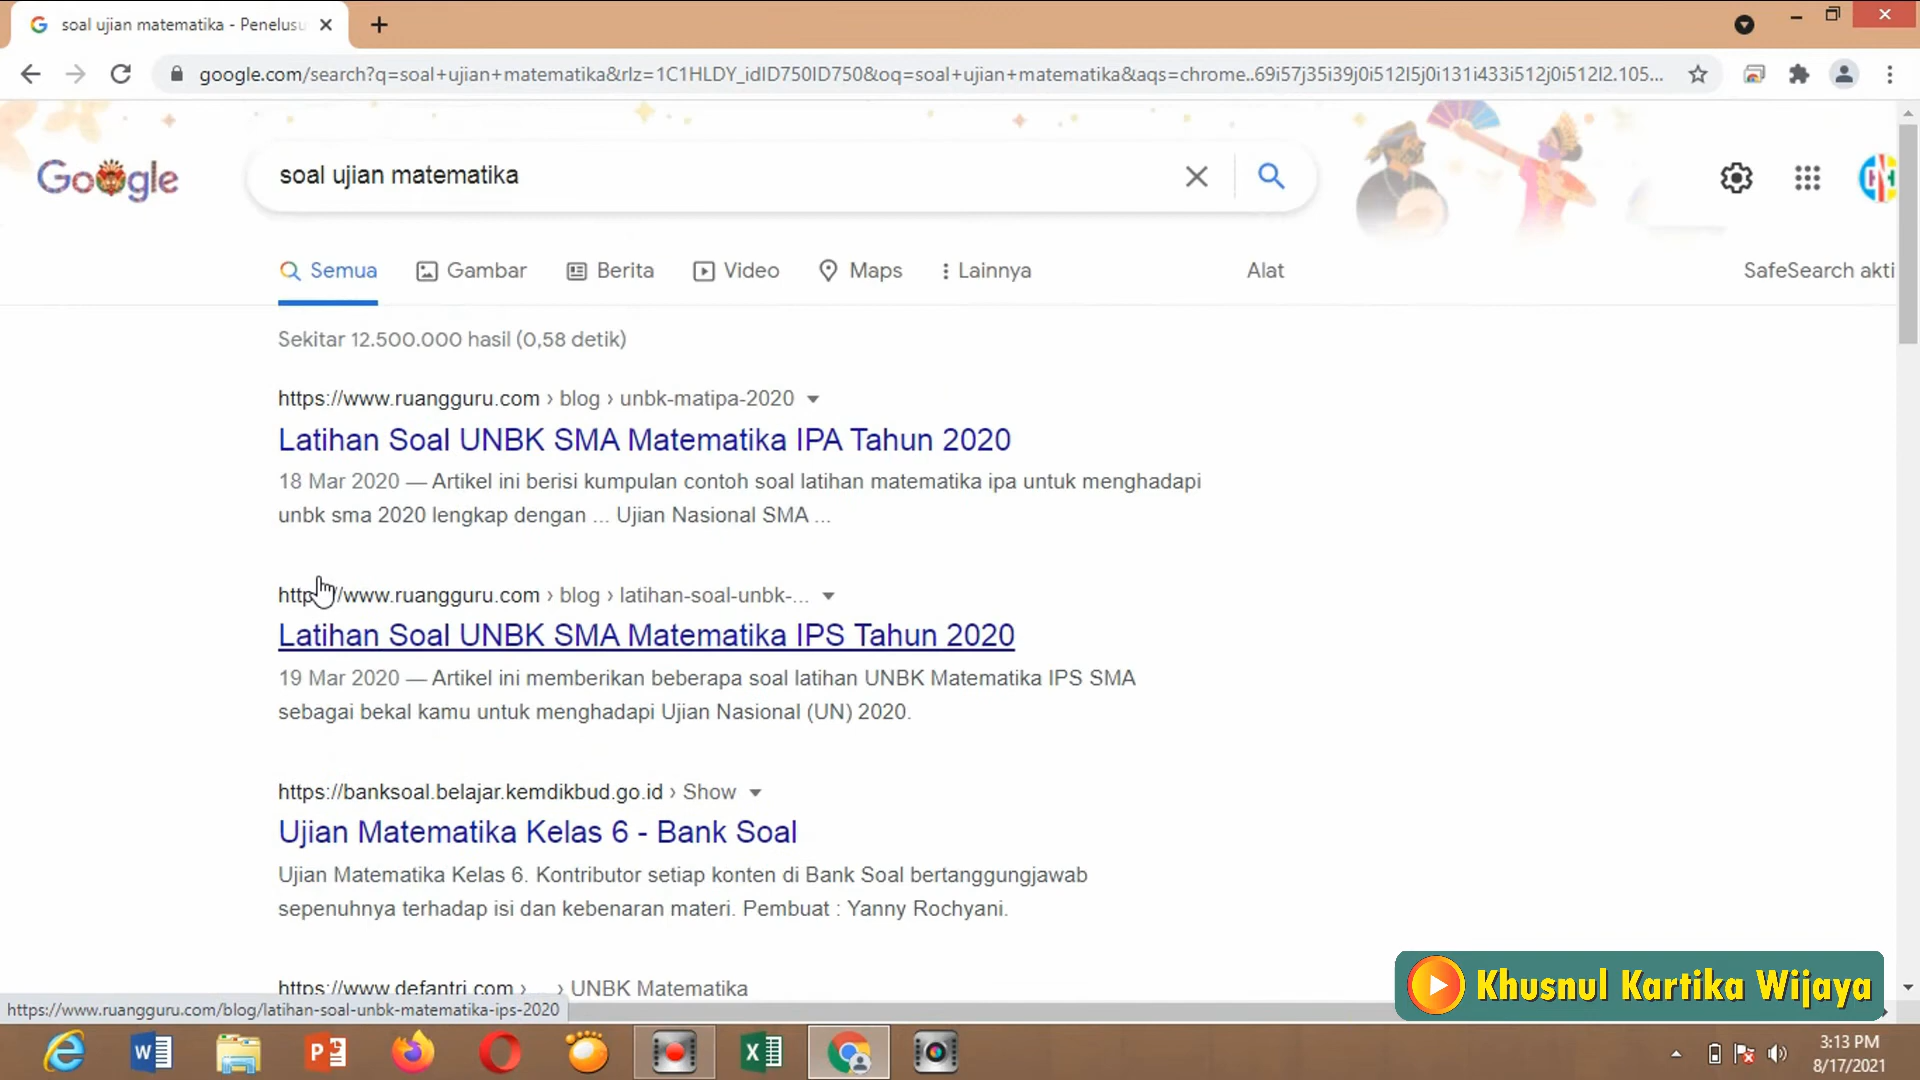 soal ujian matematika - Penelusu
google.com/search?q=soal+ujian+matematika&rlz=1C1HLDY_idID750ID750&oq=soal+ujian+matematika&aqs=chrome..69i57j35i39j0i512l5j0i131i433i512j0i512l2.105...
Google
soal ujian matematika
Semua Gambar Berita Video Maps Lainnya Alat SafeSearch akti
Sekitar 12.500.000 hasil (0,58 detik)
https://www.ruangguru.com › blog › unbk-matipa-2020
Latihan Soal UNBK SMA Matematika IPA Tahun 2020
18 Mar 2020 — Artikel ini berisi kumpulan contoh soal latihan matematika ipa untuk menghadapi
unbk sma 2020 lengkap dengan ... Ujian Nasional SMA ...
https://www.ruangguru.com › blog › latihan-soal-unbk-...
Latihan Soal UNBK SMA Matematika IPS Tahun 2020
19 Mar 2020 — Artikel ini memberikan beberapa soal latihan UNBK Matematika IPS SMA
sebagai bekal kamu untuk menghadapi Ujian Nasional (UN) 2020.
https://banksoal.belajar.kemdikbud.go.id › Show
Ujian Matematika Kelas 6 - Bank Soal
Ujian Matematika Kelas 6. Kontributor setiap konten di Bank Soal bertanggungjawab
sepenuhnya terhadap isi dan kebenaran materi. Pembuat : Yanny Rochyani.
https://www.defantri.com › ... › UNBK Matematika
https://www.ruangguru.com/blog/latihan-soal-unbk-matematika-ips-2020
Khusnul Kartika Wijaya
3:13 PM
8/17/2021